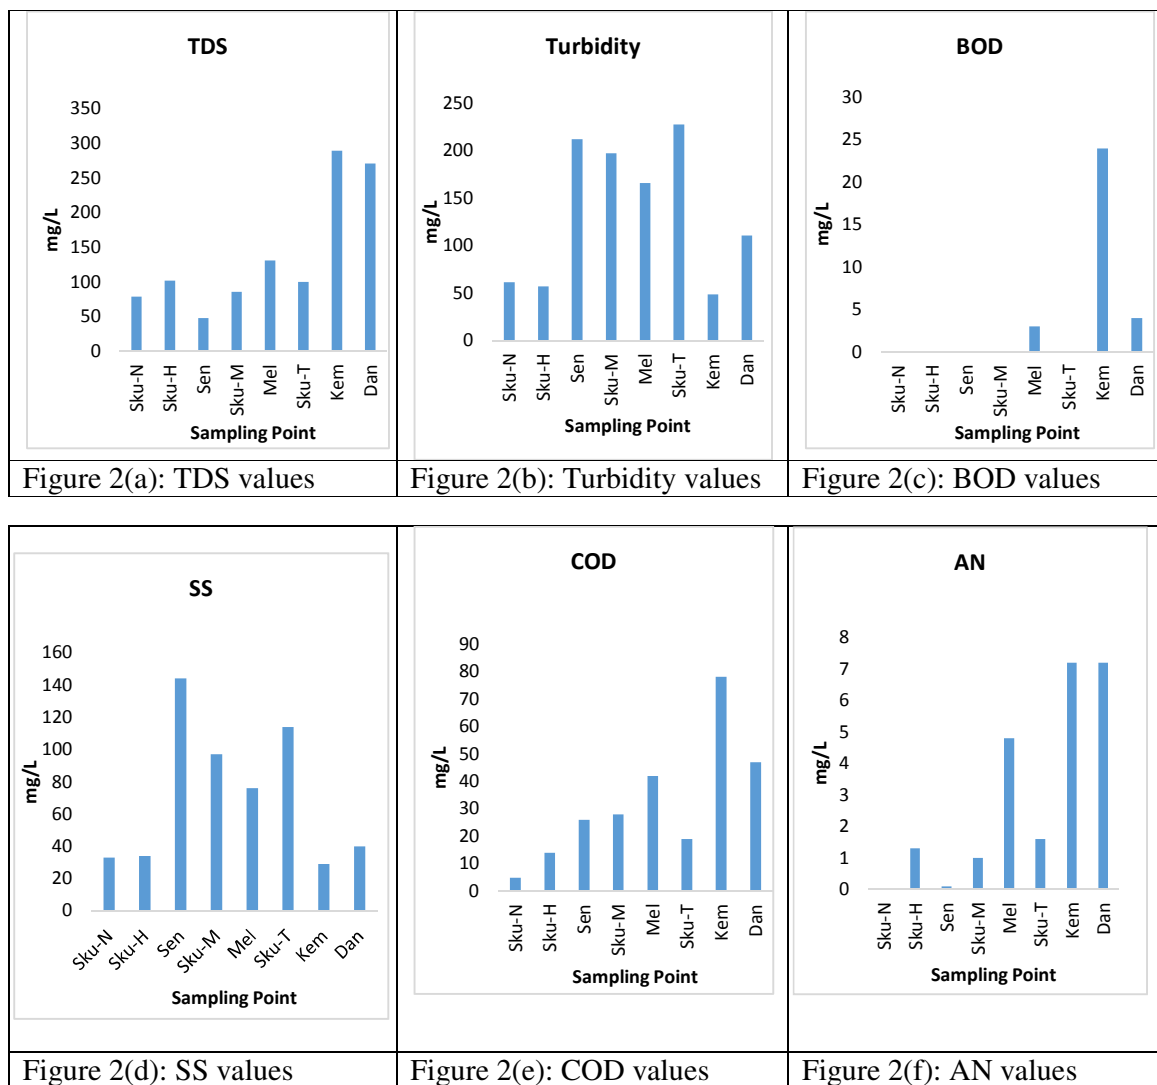 TDS
350
300
250
200
150
100
50
0
mg/L
Sku-N
Sku-H
Sen
Sku-M
Mel
Sku-T
Kem
Dan
Sampling Point
Figure 2(a): TDS values
Turbidity
250
200
150
100
50
0
mg/L
Sku-N
Sku-H
Sen
Sku-M
Mel
Sku-T
Kem
Dan
Sampling Point
Figure 2(b): Turbidity values
BOD
30
25
20
15
10
5
0
mg/L
Sku-N
Sku-H
Sen
Sku-M
Mel
Sku-T
Kem
Dan
Sampling Point
Figure 2(c): BOD values
SS
160
140
120
100
80
60
40
20
0
mg/L
Sku-N
Sku-H
Sen
Sku-M
Mel
Sku-T
Kem
Dan
Sampling Point
Figure 2(d): SS values
COD
90
80
70
60
50
40
30
20
10
0
mg/L
Sku-N
Sku-H
Sen
Sku-M
Mel
Sku-T
Kem
Dan
Sampling Point
Figure 2(e): COD values
AN
8
7
6
5
4
3
2
1
0
mg/L
Sku-N
Sku-H
Sen
Sku-M
Mel
Sku-T
Kem
Dan
Sampling Point
Figure 2(f): AN values